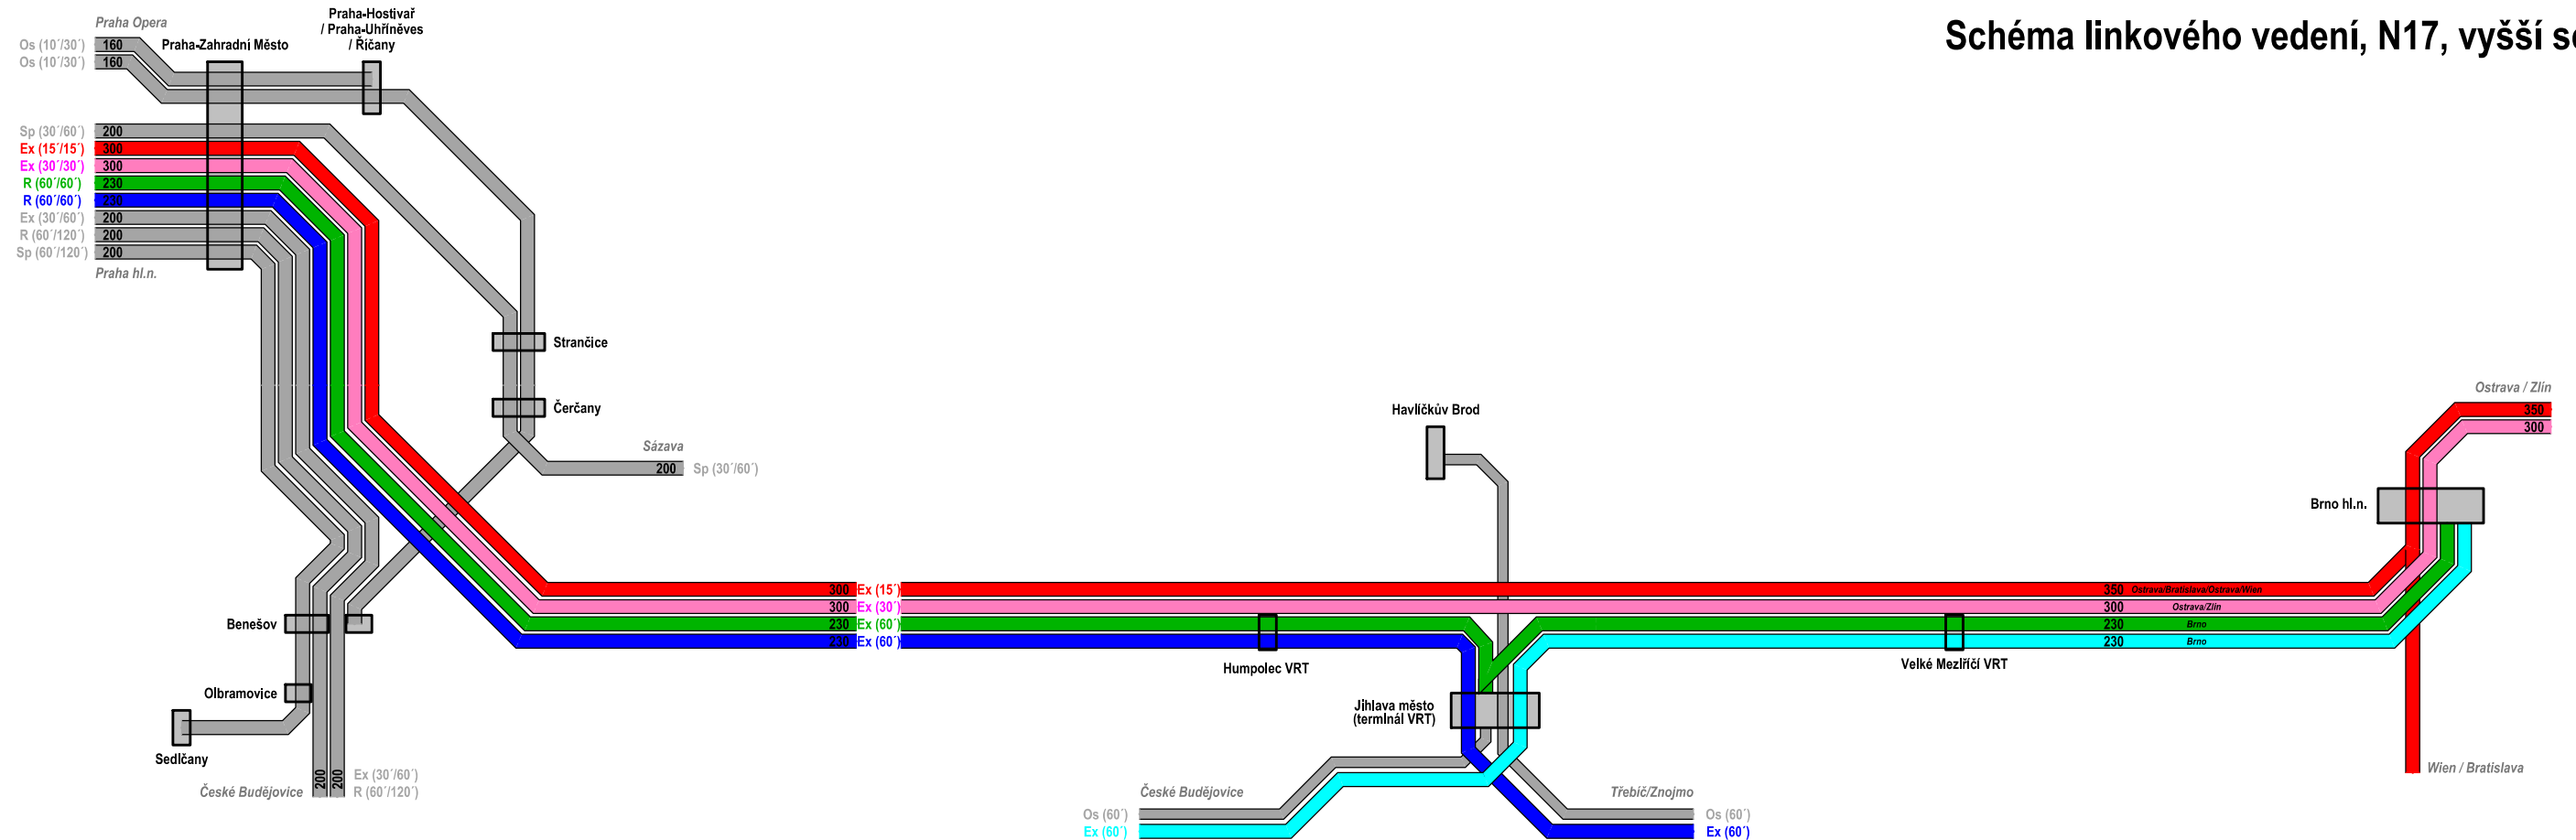 Schéma linkového vedení, N17, vyšší
Praha Opera
Praha-Hostivař
/ Praha-Uhříněves
/ Říčany
Praha-Zahradní Město
Os (10´/30´) 160
Os (10´/30´) 160
Sp (30´/60´) 200
Ex (15´/15´) 300
Ex (30´/30´) 300
R (60´/60´) 230
R (60´/60´) 230
Ex (30´/60´) 200
R (60´/120´) 200
Sp (60´/120´) 200
Praha hl.n.
Strančice
Čerčany
Sázava
200 Sp (30´/60´)
Havlíčkův Brod
Ostrava / Zlín
350
300
Brno hl.n.
300 Ex (15´) 350 Ostrava/Bratislava/Ostrava/Wien
300 Ex (30´) 300 Ostrava/Zlín
230 Ex (60´) 230 Brno
230 Ex (60´) 230 Brno
Benešov
Humpolec VRT
Velké Meziříčí VRT
Olbramovice
Jihlava město
(terminál VRT)
Sedlčany
200 200
Ex (30´/60´)
České Budějovice R (60´/120´)
České Budějovice
Třebíč/Znojmo
Wien / Bratislava
Os (60´) Os (60´)
Ex (60´) Ex (60´)